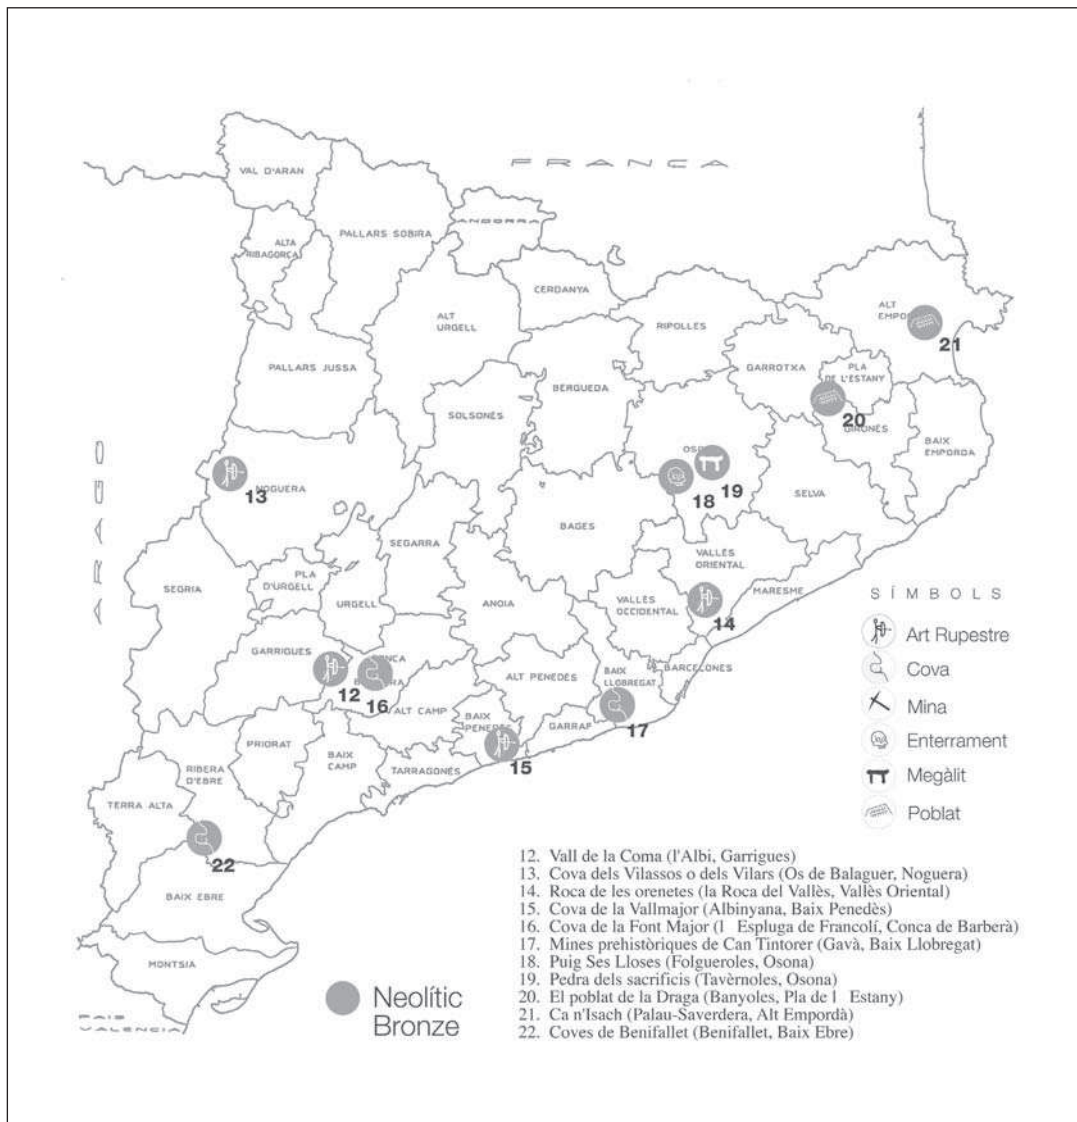 FRANÇA
VAL D'ARAN
ANDORRA
PALLARS SOBIRÀ
ALTA
RIBAGORÇA
CERDANYA
ALT
URGELL
RIPOLLÈS
ALT
EMPOR
21
PALLARS JUSSÀ
GARROTXA
PLA
DE L'ESTANY
BERGUEDÀ
SOLSONÈS
20
GIRONÈS
BAIX
EMPORDÀ
OSO
13
NOGUERA
18
19
SELVA
BAGES
SEGARRA
VALLÈS
ORIENTAL
SEGRIÀ
PLA
D'URGELL
URGELL
ANOIA
VALLÈS
OCCIDENTAL
MARESME
14
GARRIGUES
CONCA
B RA
12
16
ALT PENEDÈS
BAIX
LLOBREGAT
BARCELONÈS
ALT CAMP
BAIX
PENEDÈS
GARRAF
17
15
PRIORAT
BAIX
CAMP
TARRAGONÈS
RIBERA
D'EBRE
TERRA ALTA
22
BAIX EBRE
MONTSIÀ
PAÍS
VALENCIÀ
SÍMBOLS
Art Rupestre
Cova
Mina
Enterrament
Megàlit
Poblat
Neolític
Bronze
12. Vall de la Coma (l'Albi, Garrigues)
13. Cova dels Vilassos o dels Vilars (Os de Balaguer, Noguera)
14. Roca de les orenetes (la Roca del Vallès, Vallès Oriental)
15. Cova de la Vallmajor (Albinyana, Baix Penedès)
16. Cova de la Font Major (l Espluga de Francolí, Conca de Barberà)
17. Mines prehistòriques de Can Tintorer (Gavà, Baix Llobregat)
18. Puig Ses Lloses (Folgueroles, Osona)
19. Pedra dels sacrificis (Tavèrnoles, Osona)
20. El poblat de la Draga (Banyoles, Pla de l Estany)
21. Ca n'Isach (Palau-Saverdera, Alt Empordà)
22. Coves de Benifallet (Benifallet, Baix Ebre)